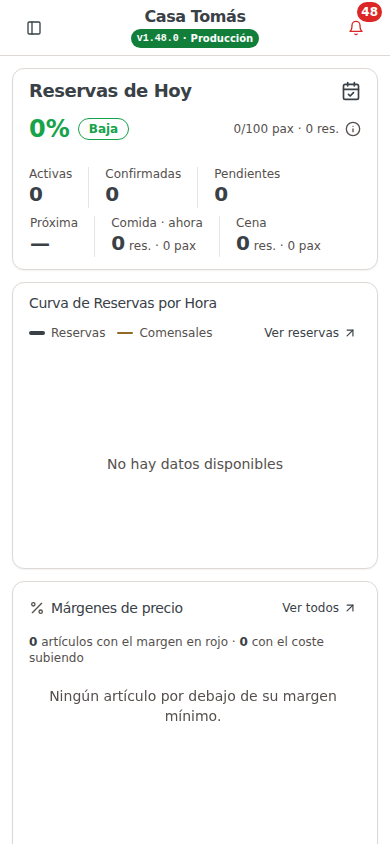 Casa Tomás
48
v1.48.0 · Producción
Reservas de Hoy
0% Baja 0/100 pax · 0 res.
Activas Confirmadas Pendientes
0 0 0
Próxima Comida · ahora Cena
— 0 res. · 0 pax 0 res. · 0 pax
Curva de Reservas por Hora
Reservas Comensales Ver reservas
No hay datos disponibles
Márgenes de precio Ver todos
0 artículos con el margen en rojo · 0 con el coste
subiendo
Ningún artículo por debajo de su margen
mínimo.